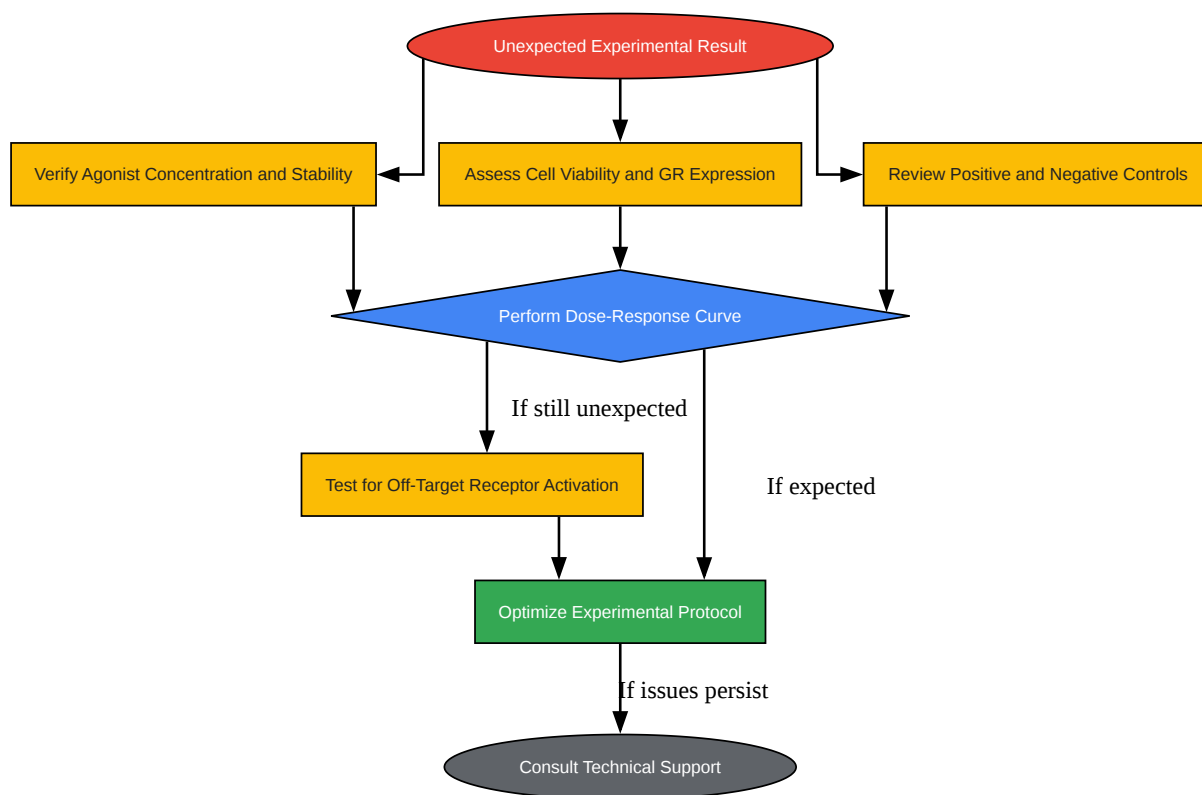 Unexpected Experimental Result
Verify Agonist Concentration and Stability
Assess Cell Viability and GR Expression
Review Positive and Negative Controls
Perform Dose-Response Curve
If still unexpected
Test for Off-Target Receptor Activation
If expected
Optimize Experimental Protocol
If issues persist
Consult Technical Support